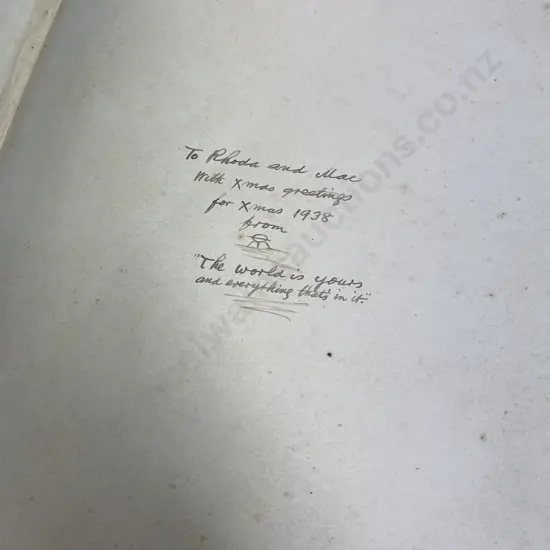 To Rhoda and Mac
With Xmas greetings
for Xmas 1938
from
"The world is yours
and everything that's in it".